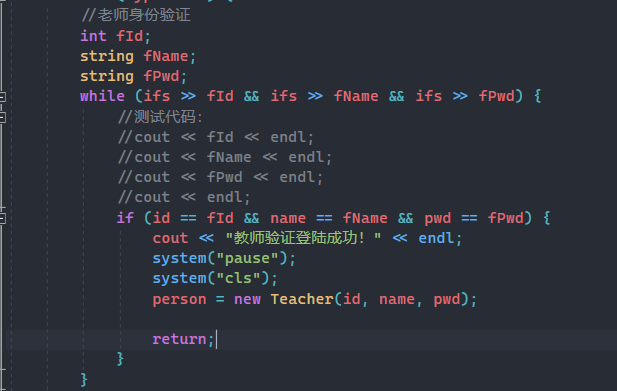 //老师身份验证
int fId;
string fName;
string fPwd;
while (ifs >> fId && ifs >> fName && ifs >> fPwd) {
//测试代码:
//cout << fId << endl;
//cout << fName << endl;
//cout << fPwd << endl;
//cout << endl;
if (id == fId && name == fName && pwd == fPwd) {
cout << "教师验证登陆成功！" << endl;
system("pause");
system("cls");
person = new Teacher(id, name, pwd);
return;
}
}